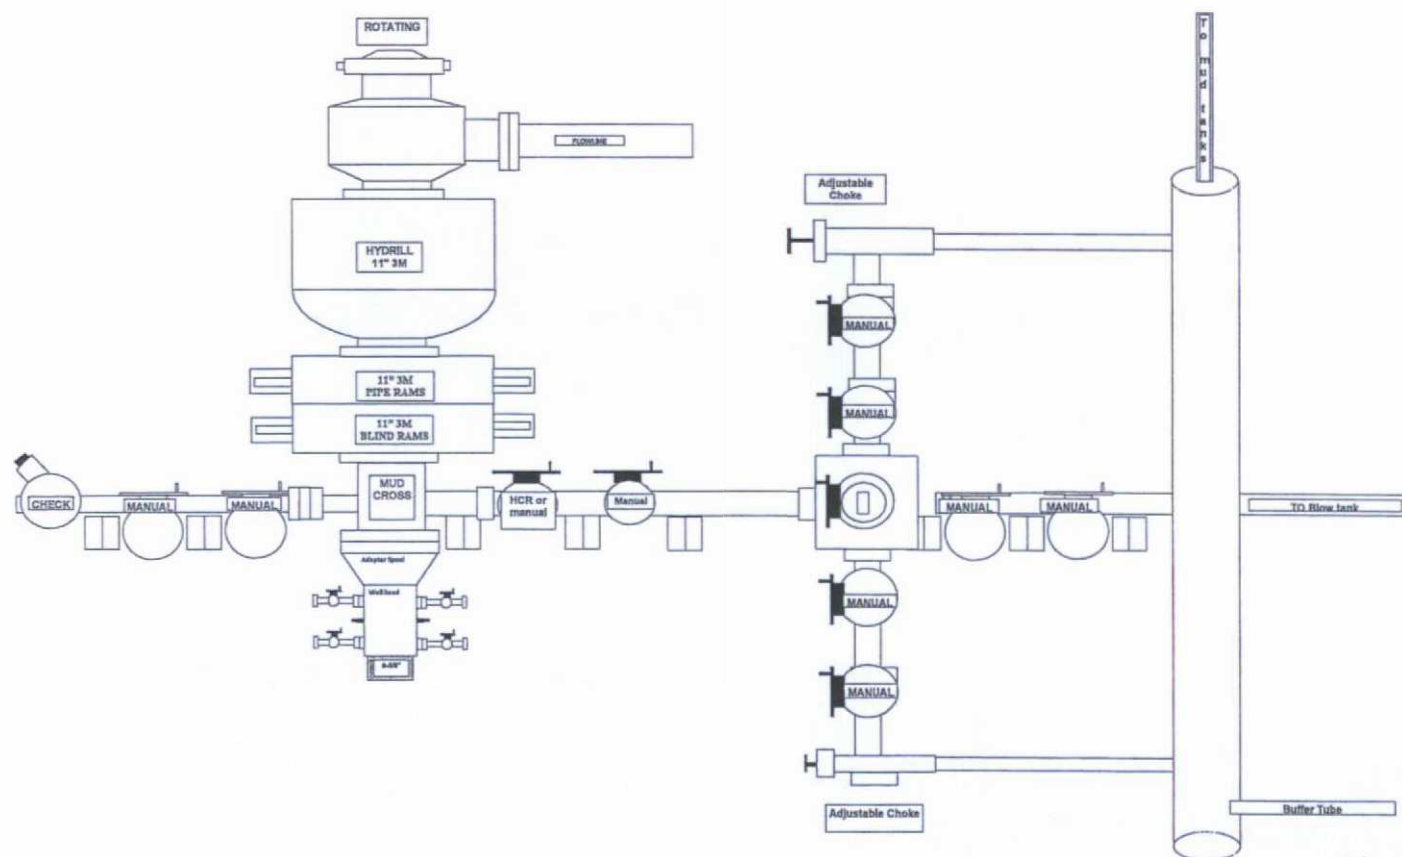 ROTATING
To mud tanks
FLOWLINE
Adjustable
Choke
HYDRILL
11" 3M
MANUAL
11" 3M
PIPE RAMS
MANUAL
11" 3M
BLIND RAMS
CHECK
MANUAL
MANUAL
MUD
CROSS
HCR or
manual
Manual
MANUAL
MANUAL
TO Blow tank
Adapter Spool
Well head
MANUAL
MANUAL
Buffer Tube
Adjustable Choke